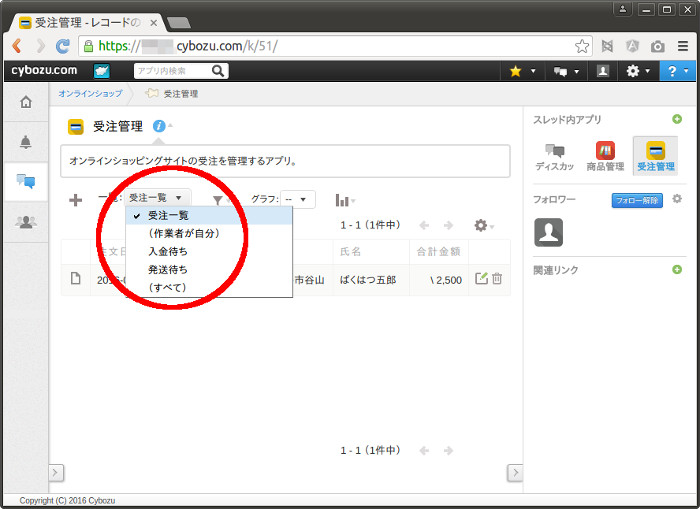 受注管理 - レコードの
https://
.cybozu.com/k/51/
cybozu.com
アプリ内検索
?
オンラインショップ
受注管理
受注管理
オンラインショッピングサイトの受注を管理するアプリ。
一覧: 受注一覧
グラフ: --
受注一覧
(作業者が自分)
入金待ち
発送待ち
(すべて)
1 - 1 (1件中)
注文日
氏名
合計金額
市谷山
ばくはつ五郎
\ 2,500
1 - 1 (1件中)
スレッド内アプリ
ディスカッ
商品管理
受注管理
フォロワー
フォロー解除
関連リンク
Copyright (C) 2016 Cybozu